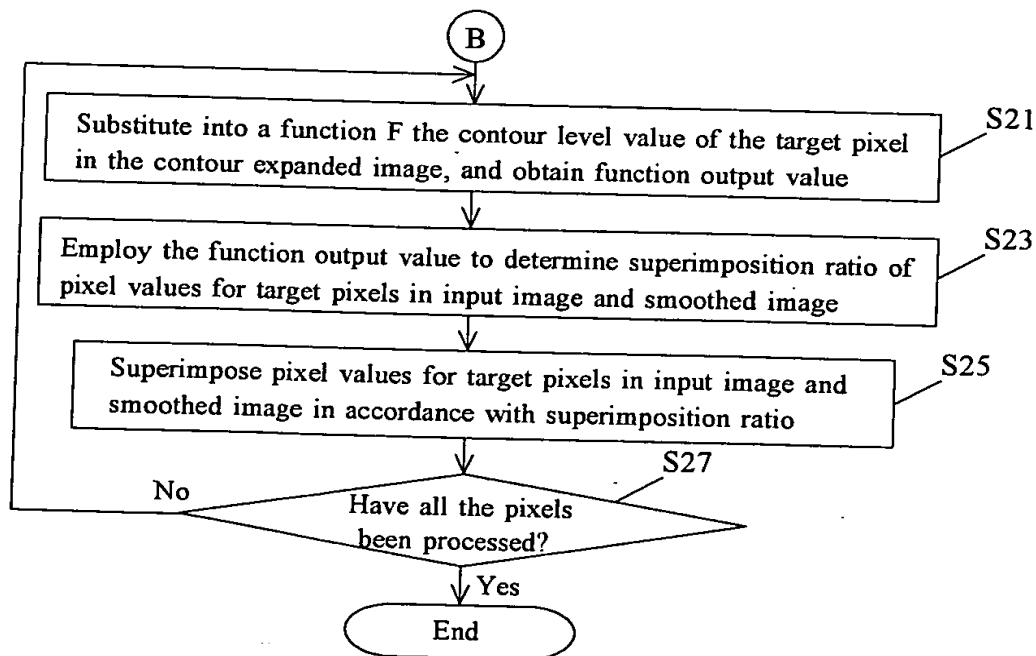 B
Substitute into a function F the contour level value of the target pixel
in the contour expanded image, and obtain function output value
S21
Employ the function output value to determine superimposition ratio of
pixel values for target pixels in input image and smoothed image
S23
Superimpose pixel values for target pixels in input image and
smoothed image in accordance with superimposition ratio
S25
S27
No
Have all the pixels
been processed?
Yes
End